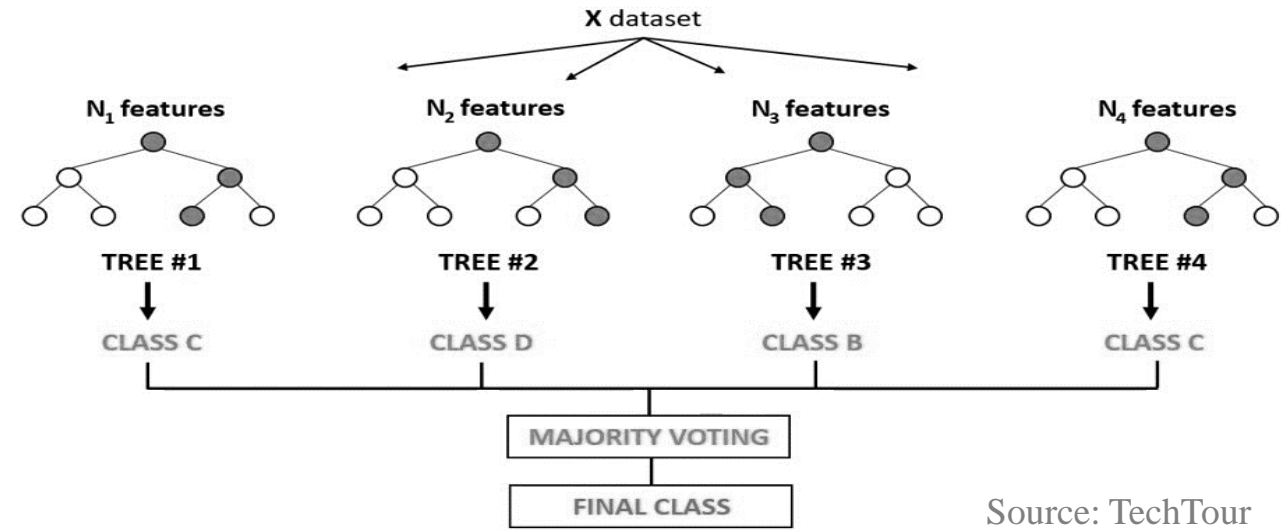 X dataset
N₁ features N₂ features N₃ features N₄ features
TREE #1 TREE #2 TREE #3 TREE #4
CLASS C CLASS D CLASS B CLASS C
MAJORITY VOTING
FINAL CLASS
Source: TechTour